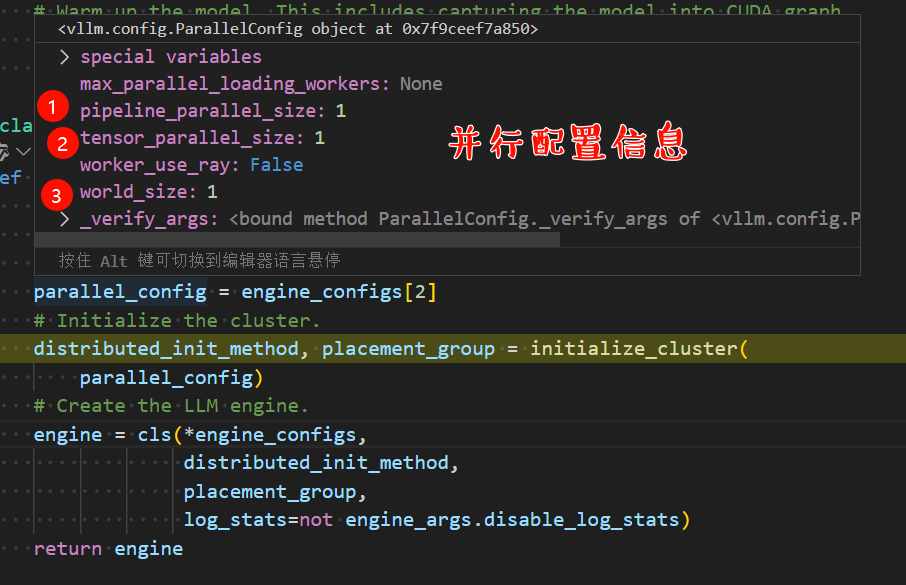 # Warm up the model. This includes capturing the model into CUDA graph
<vllm.config.ParallelConfig object at 0x7f9ceef7a850>
> special variables
max_parallel_loading_workers: None
1 pipeline_parallel_size: 1
cla
2 tensor_parallel_size: 1
并行配置信息
worker_use_ray: False
ef
3 world_size: 1
> _verify_args: <bound method ParallelConfig._verify_args of <vllm.config.P
按住 Alt 键可切换到编辑器语言悬停
parallel_config = engine_configs[2]
# Initialize the cluster.
distributed_init_method, placement_group = initialize_cluster(
parallel_config)
# Create the LLM engine.
engine = cls(*engine_configs,
distributed_init_method,
placement_group,
log_stats=not engine_args.disable_log_stats)
return engine